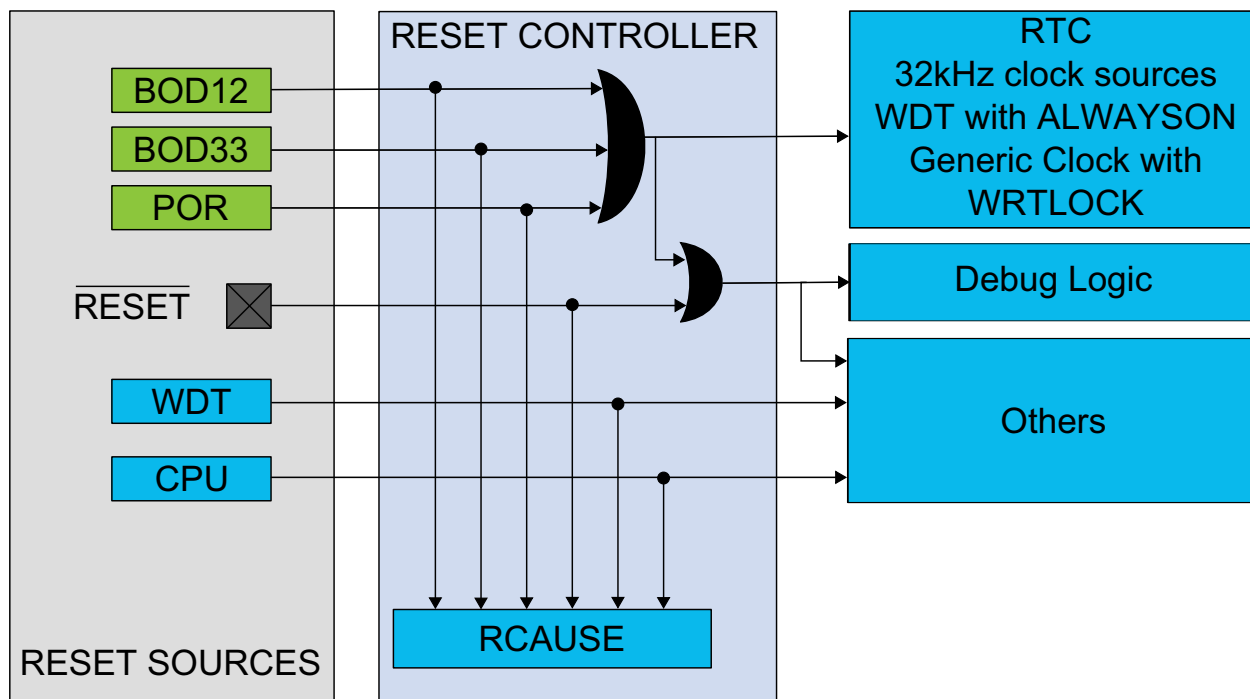 RESET SOURCES
BOD12
BOD33
POR
RESET
WDT
CPU
RESET CONTROLLER
RCAUSE
RTC
32kHz clock sources
WDT with ALWAYSON
Generic Clock with
WRTLOCK
Debug Logic
Others